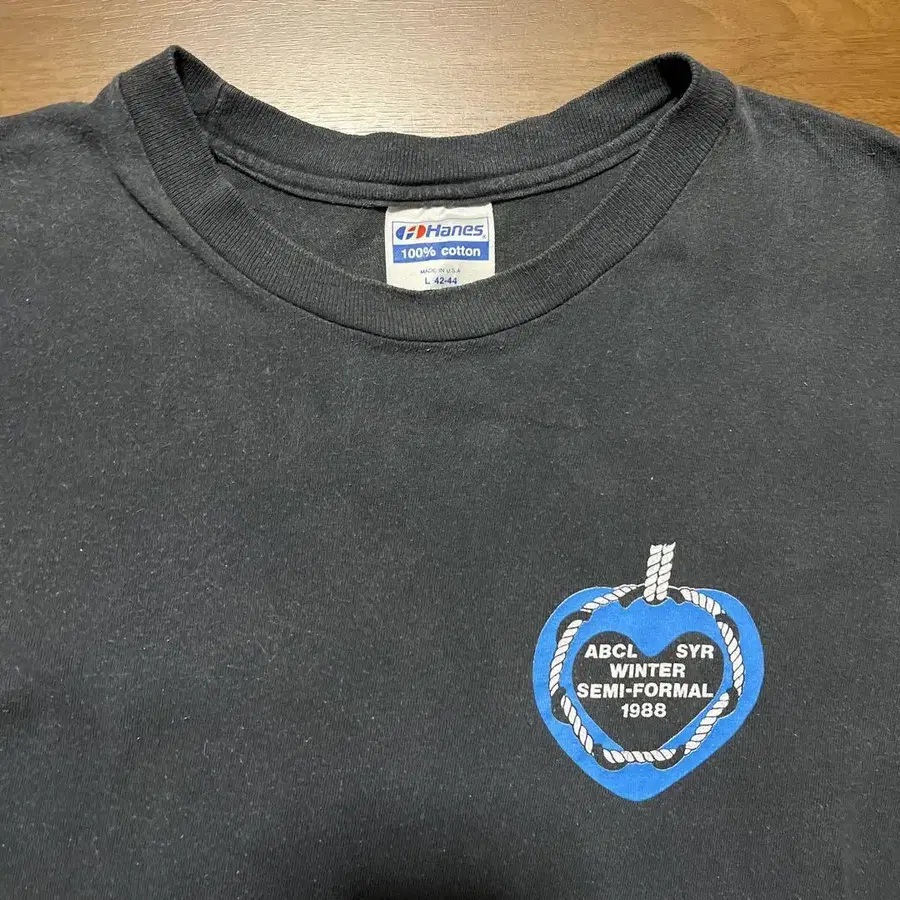 Hanes
100% cotton
MADE IN U.S.A
L 42-44
ABCL SYR
WINTER
SEMI-FORMAL
1988